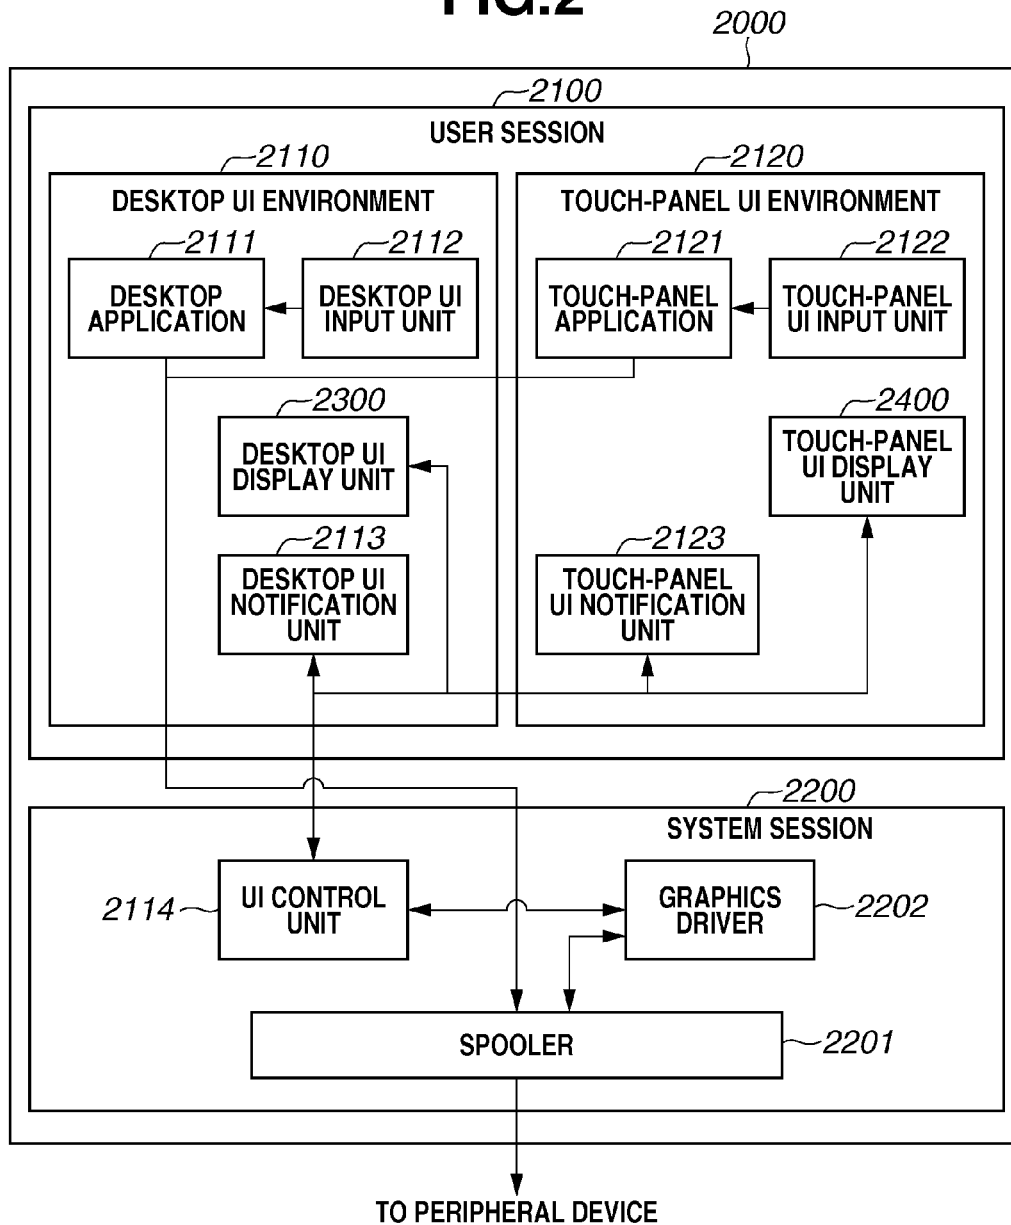 FIG.2
2000
2100
USER SESSION
2110
2120
DESKTOP UI ENVIRONMENT
TOUCH-PANEL UI ENVIRONMENT
2111
2112
2121
2122
DESKTOP
APPLICATION
DESKTOP UI
INPUT UNIT
TOUCH-PANEL
APPLICATION
TOUCH-PANEL
UI INPUT UNIT
2300
2400
DESKTOP UI
DISPLAY UNIT
TOUCH-PANEL
UI DISPLAY
UNIT
2113
2123
DESKTOP UI
NOTIFICATION
UNIT
TOUCH-PANEL
UI NOTIFICATION
UNIT
2200
SYSTEM SESSION
2114
UI CONTROL
UNIT
GRAPHICS
DRIVER
2202
SPOOLER
2201
TO PERIPHERAL DEVICE